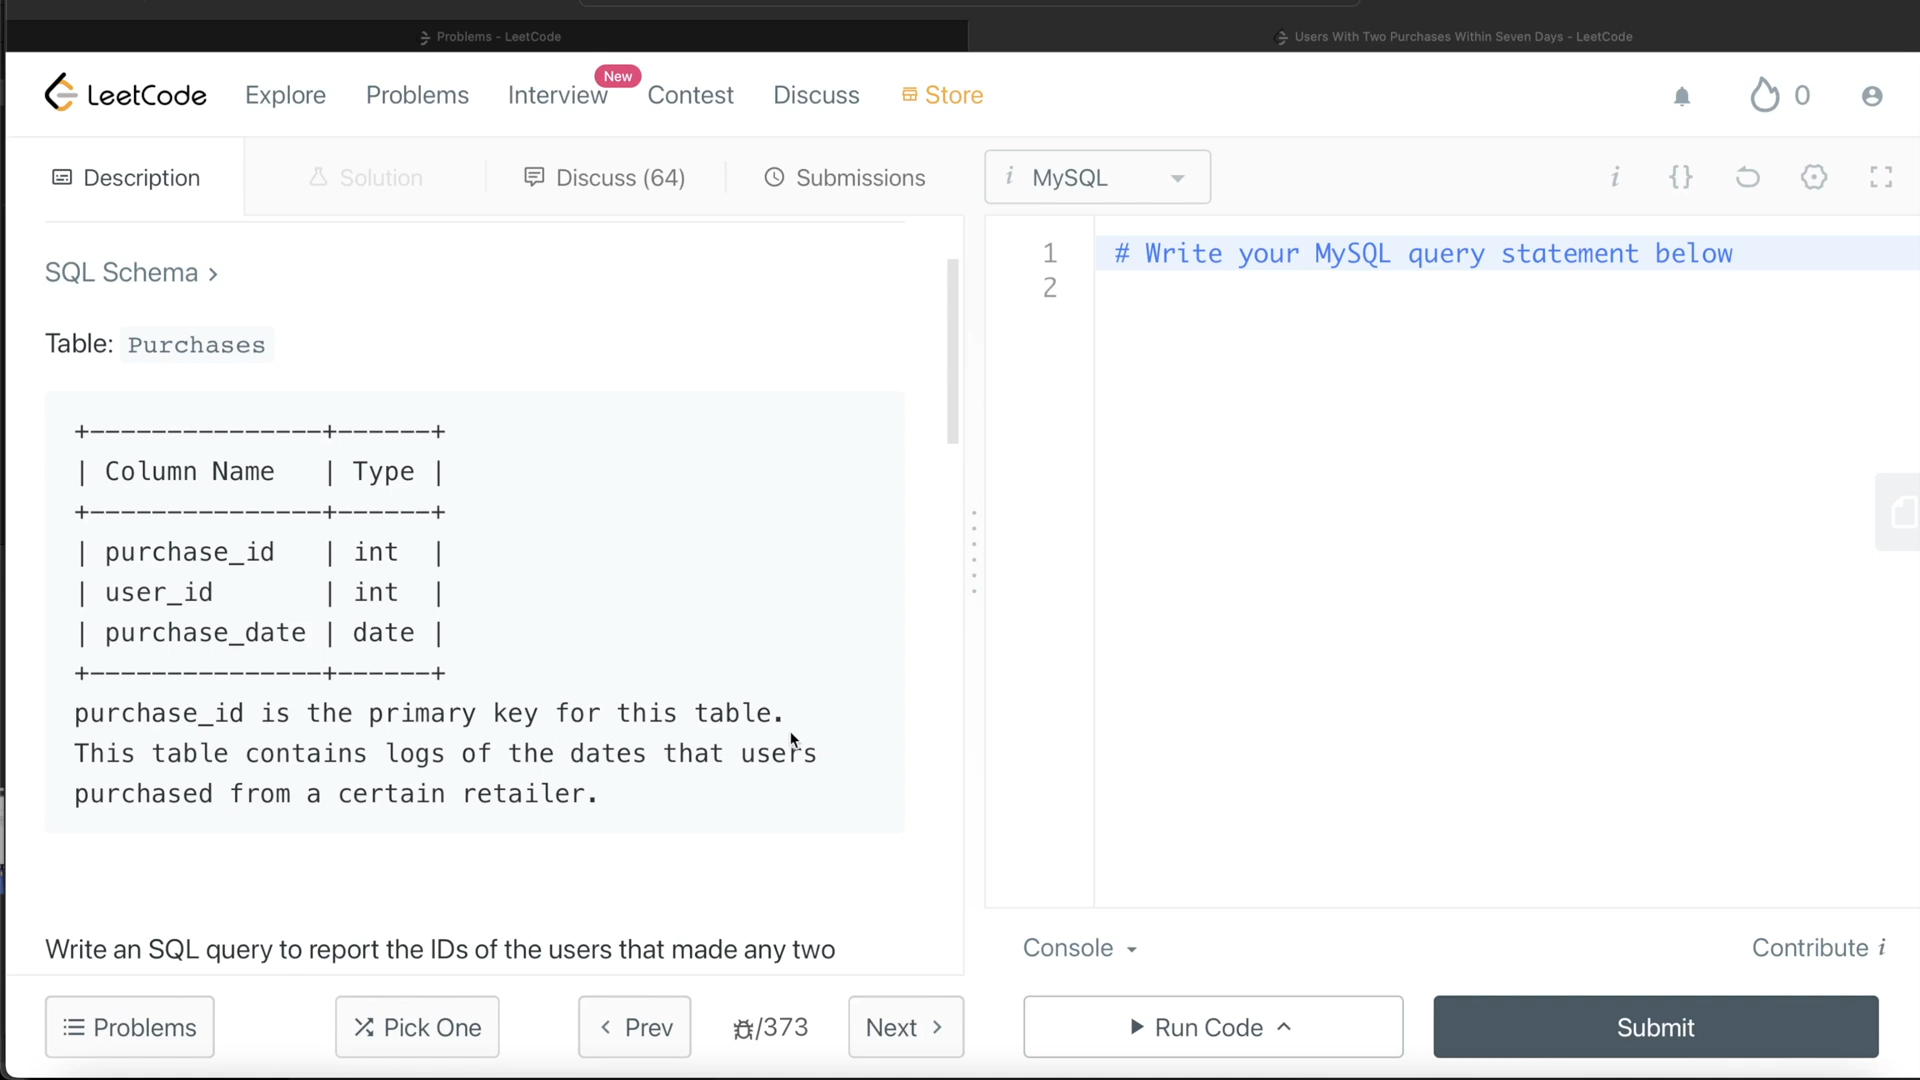 Problems - LeetCode
Users With Two Purchases Within Seven Days - LeetCode
LeetCode Explore Problems Interview New Contest Discuss Store 0
Description Solution Discuss (64) Submissions
i MySQL i {}
SQL Schema >
Table: Purchases
+---------------+------+
| Column Name   | Type |
+---------------+------+
| purchase_id   | int  |
| user_id       | int  |
| purchase_date | date |
+---------------+------+
purchase_id is the primary key for this table.
This table contains logs of the dates that users
purchased from a certain retailer.
Write an SQL query to report the IDs of the users that made any two
1 # Write your MySQL query statement below
2
Console Contribute i
Problems Pick One < Prev /373 Next > Run Code Submit